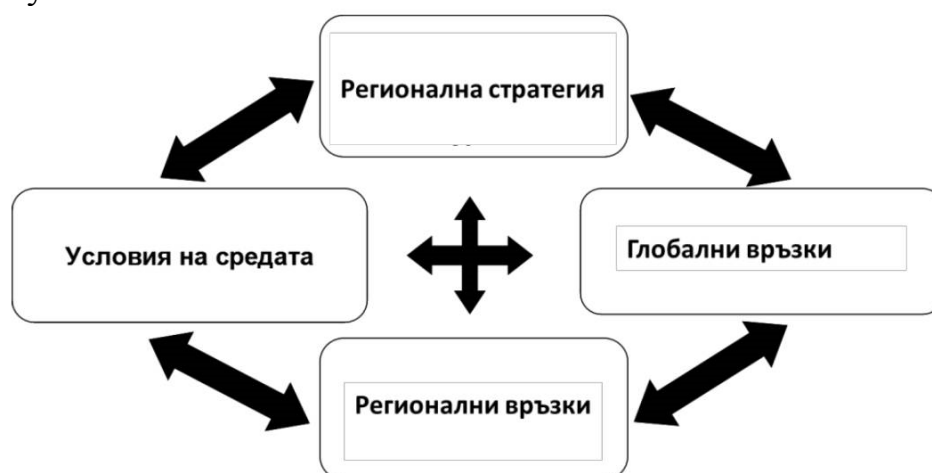 Регионална стратегия
Условия на средата
Глобални връзки
Регионални връзки